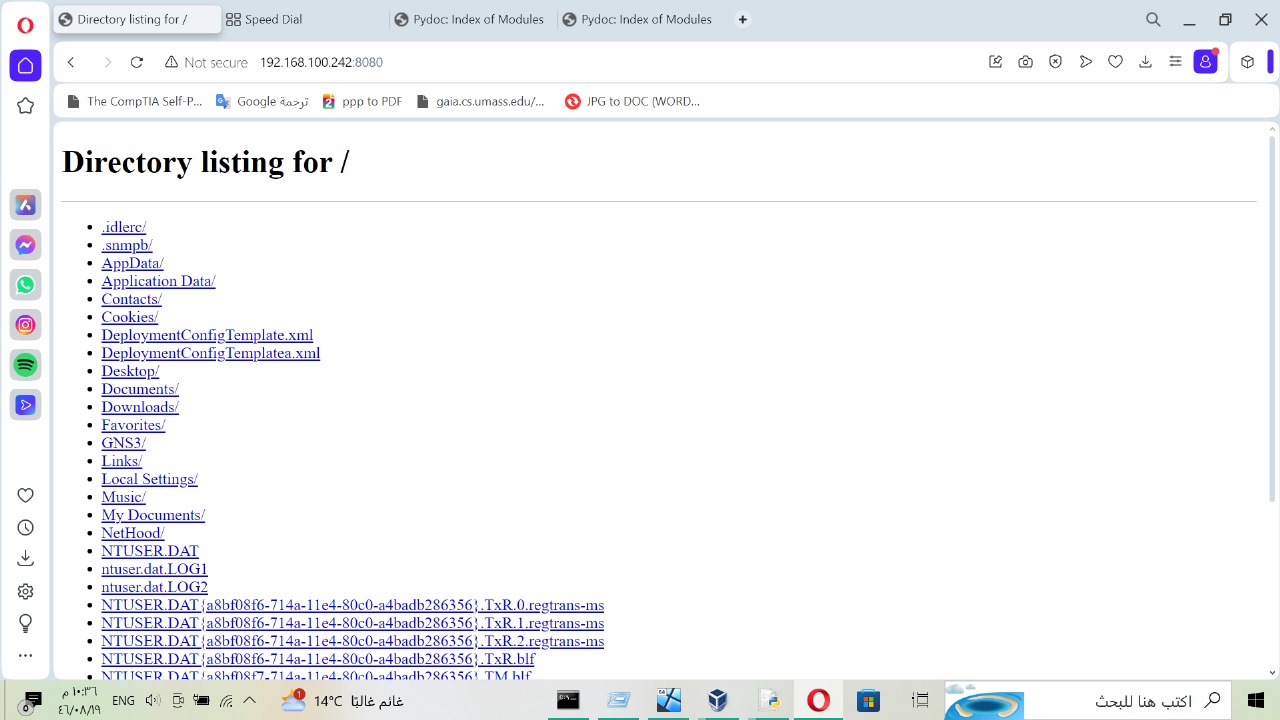 Directory listing for /
Speed Dial
Pydoc: Index of Modules
Pydoc: Index of Modules
Not secure
192.168.100.242:8080
The CompTIA Self-P...
Google ترجمة
ppp to PDF
gaia.cs.umass.edu/...
JPG to DOC (WORD...
Directory listing for /
.idlerc/
.snmpb/
AppData/
Application Data/
Contacts/
Cookies/
DeploymentConfigTemplate.xml
DeploymentConfigTemplatea.xml
Desktop/
Documents/
Downloads/
Favorites/
GNS3/
Links/
Local Settings/
Music/
My Documents/
NetHood/
NTUSER.DAT
ntuser.dat.LOG1
ntuser.dat.LOG2
NTUSER.DAT{a8bf08f6-714a-11e4-80c0-a4badb286356}.TxR.0.regtrans-ms
NTUSER.DAT{a8bf08f6-714a-11e4-80c0-a4badb286356}.TxR.1.regtrans-ms
NTUSER.DAT{a8bf08f6-714a-11e4-80c0-a4badb286356}.TxR.2.regtrans-ms
NTUSER.DAT{a8bf08f6-714a-11e4-80c0-a4badb286356}.TxR.blf
NTUSER.DAT{a8bf08f7-714a-11e4-80c0-a4badb286356}.TM.blf
اكتب هنا للبحث
14°C غائم غالبًا
1
ENG
١٠:٣٦ م
٤٦/٠٨/١٩